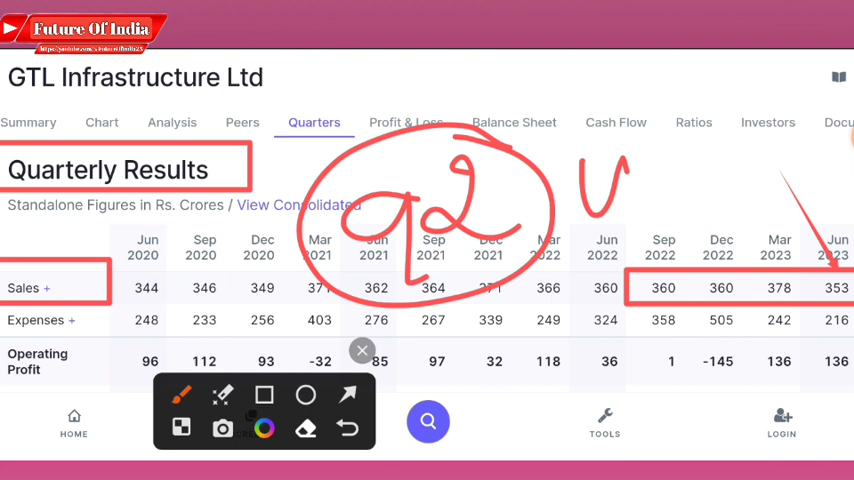 Future Of India
GTL Infrastructure Ltd
Summary Chart Analysis Peers Quarters Profit & Loss Balance Sheet Cash Flow Ratios Investors Docu
Quarterly Results
q2 u
Standalone Figures in Rs. Crores / View Consolidated
Jun 2020 Sep 2020 Dec 2020 Mar 2021 Jun 2021 Sep 2021 Dec 2021 Mar 2022 Jun 2022 Sep 2022 Dec 2022 Mar 2023 Jun 2023
Sales + 344 346 349 371 362 364 371 366 360 360 360 378 353
Expenses + 248 233 256 403 276 267 339 249 324 358 505 242 216
Operating Profit 96 112 93 -32 85 97 32 118 36 1 -145 136 136
HOME TOOLS LOGIN